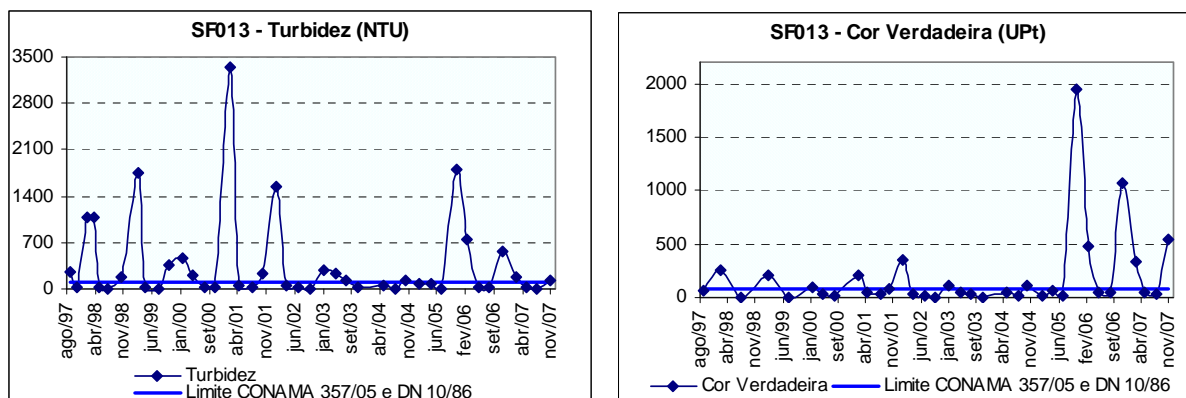 SF013 - Turbidez (NTU)
3500
2800
2100
1400
700
0
ago/97
abr/98
nov/98
jun/99
jan/00
set/00
abr/01
nov/01
jun/02
jan/03
ago/03
abr/04
nov/04
jun/05
fev/06
set/06
abr/07
nov/07
Turbidez
Limite CONAMA 357/05 e DN 10/86
SF013 - Cor Verdadeira (UPt)
2000
1500
1000
500
0
ago/97
abr/98
nov/98
jun/99
jan/00
set/00
abr/01
nov/01
jun/02
jan/03
ago/03
abr/04
nov/04
jun/05
fev/06
set/06
abr/07
nov/07
Cor Verdadeira
Limite CONAMA 357/05 e DN 10/86